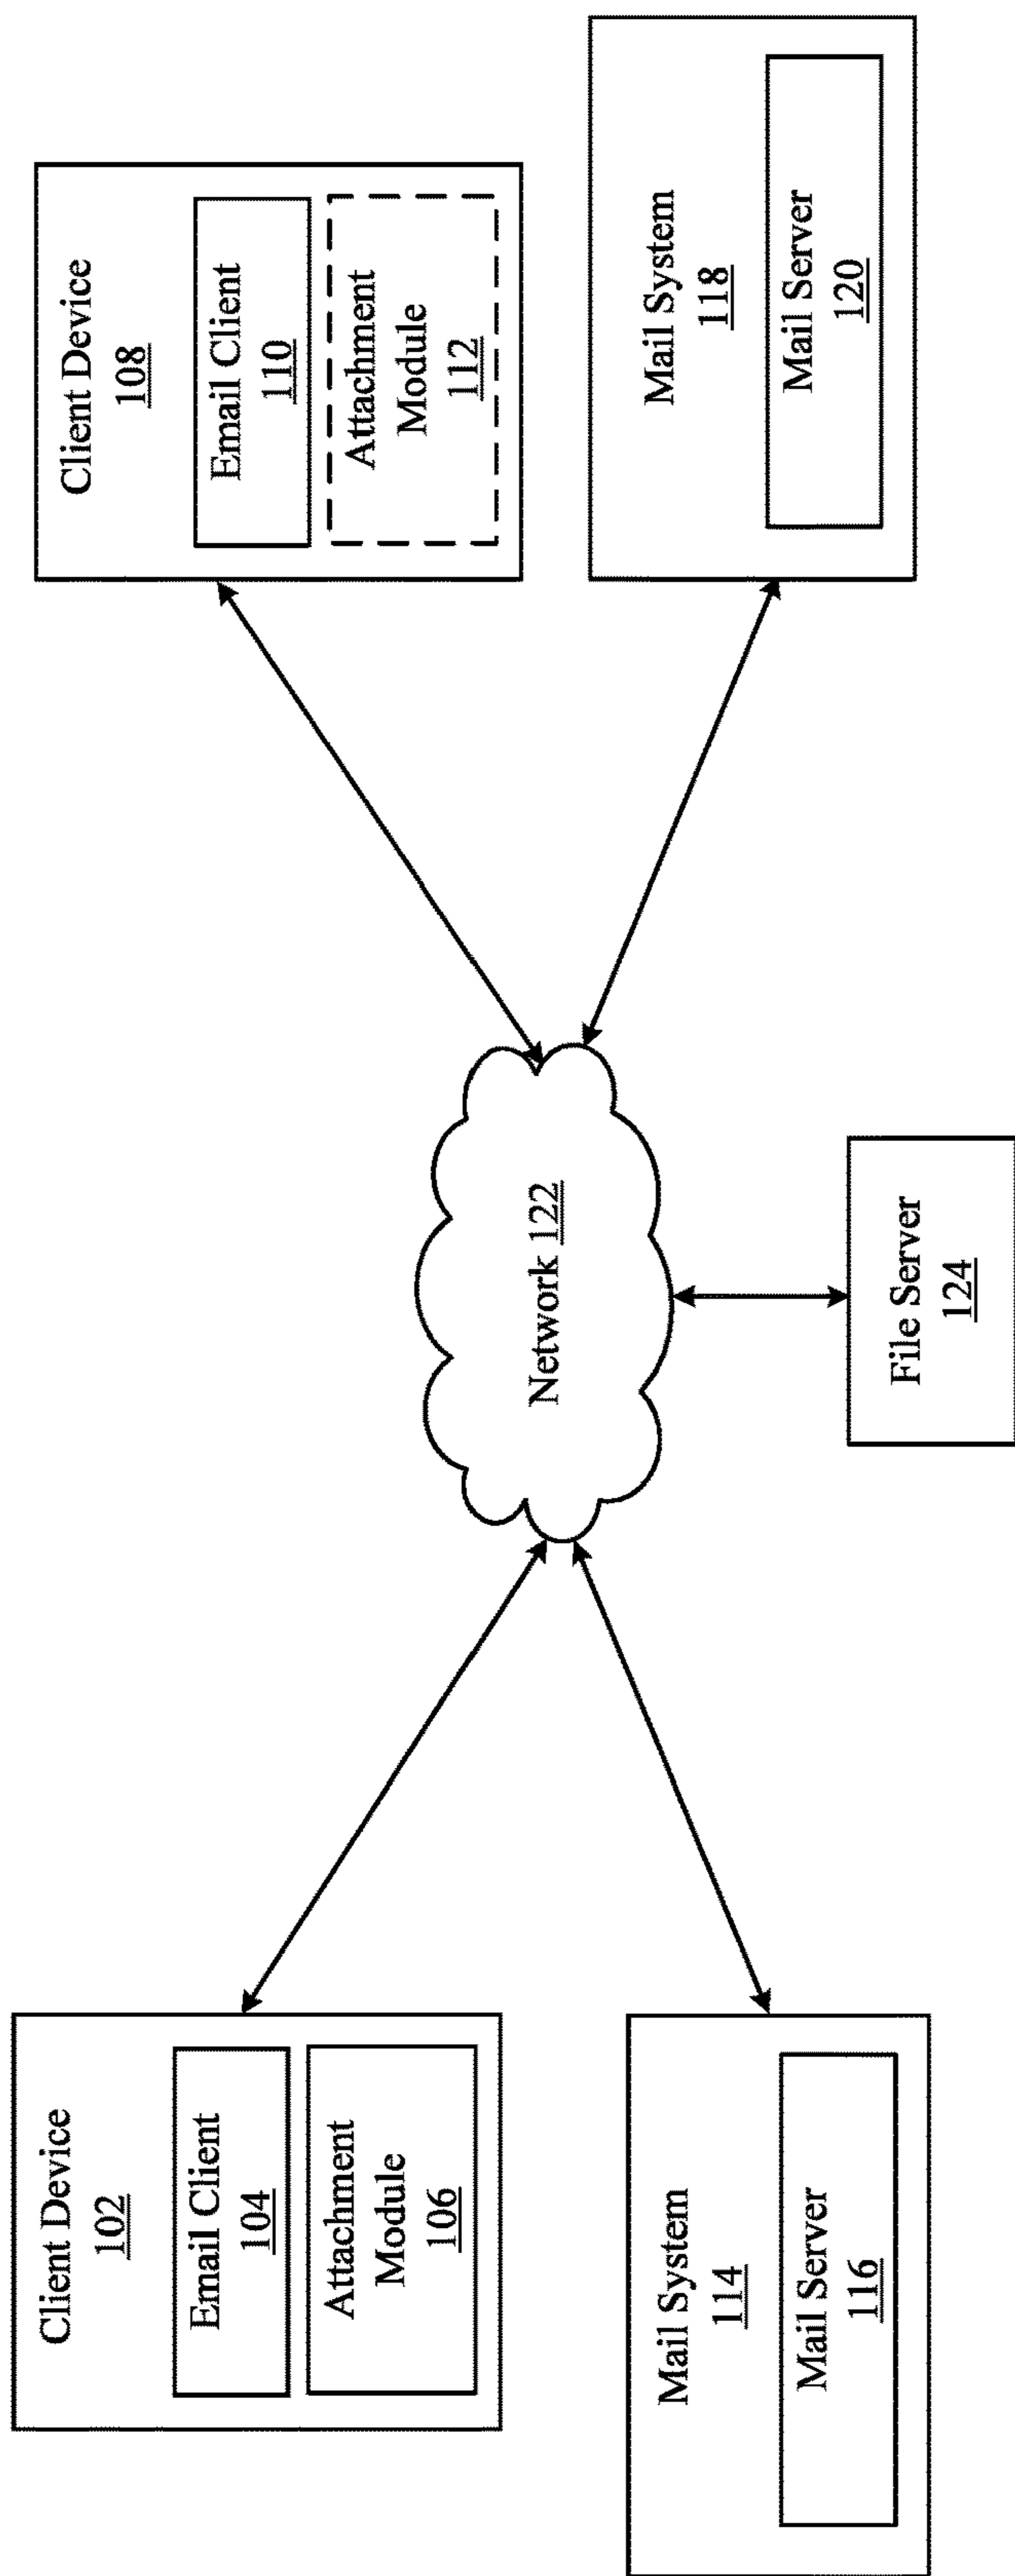 Client Device
102
Email Client
104
Attachment
Module
106
Mail System
114
Mail Server
116
Network 122
File Server
124
Client Device
108
Email Client
110
Attachment
Module
112
Mail System
118
Mail Server
120